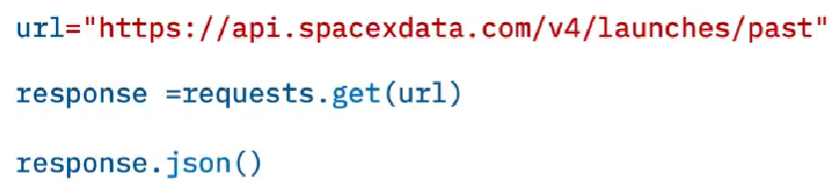 url="https://api.spacexdata.com/v4/launches/past"
response =requests.get(url)
response.json()